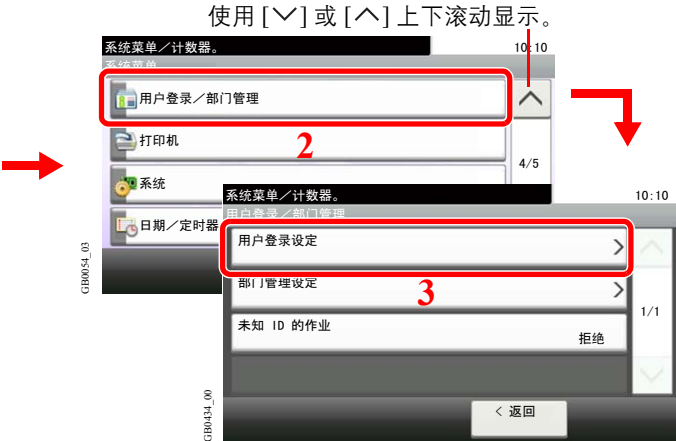 使用 [∨] 或 [∧] 上下滚动显示。
系统菜单／计数器。
10:10
系统菜单
用户登录／部门管理
2
打印机
4/5
系统
日期／定时器
GB0054_03
系统菜单／计数器。
10:10
用户登录／部门管理
用户登录设定
部门管理设定
3
1/1
未知 ID 的作业
拒绝
< 返回
GB0434_00